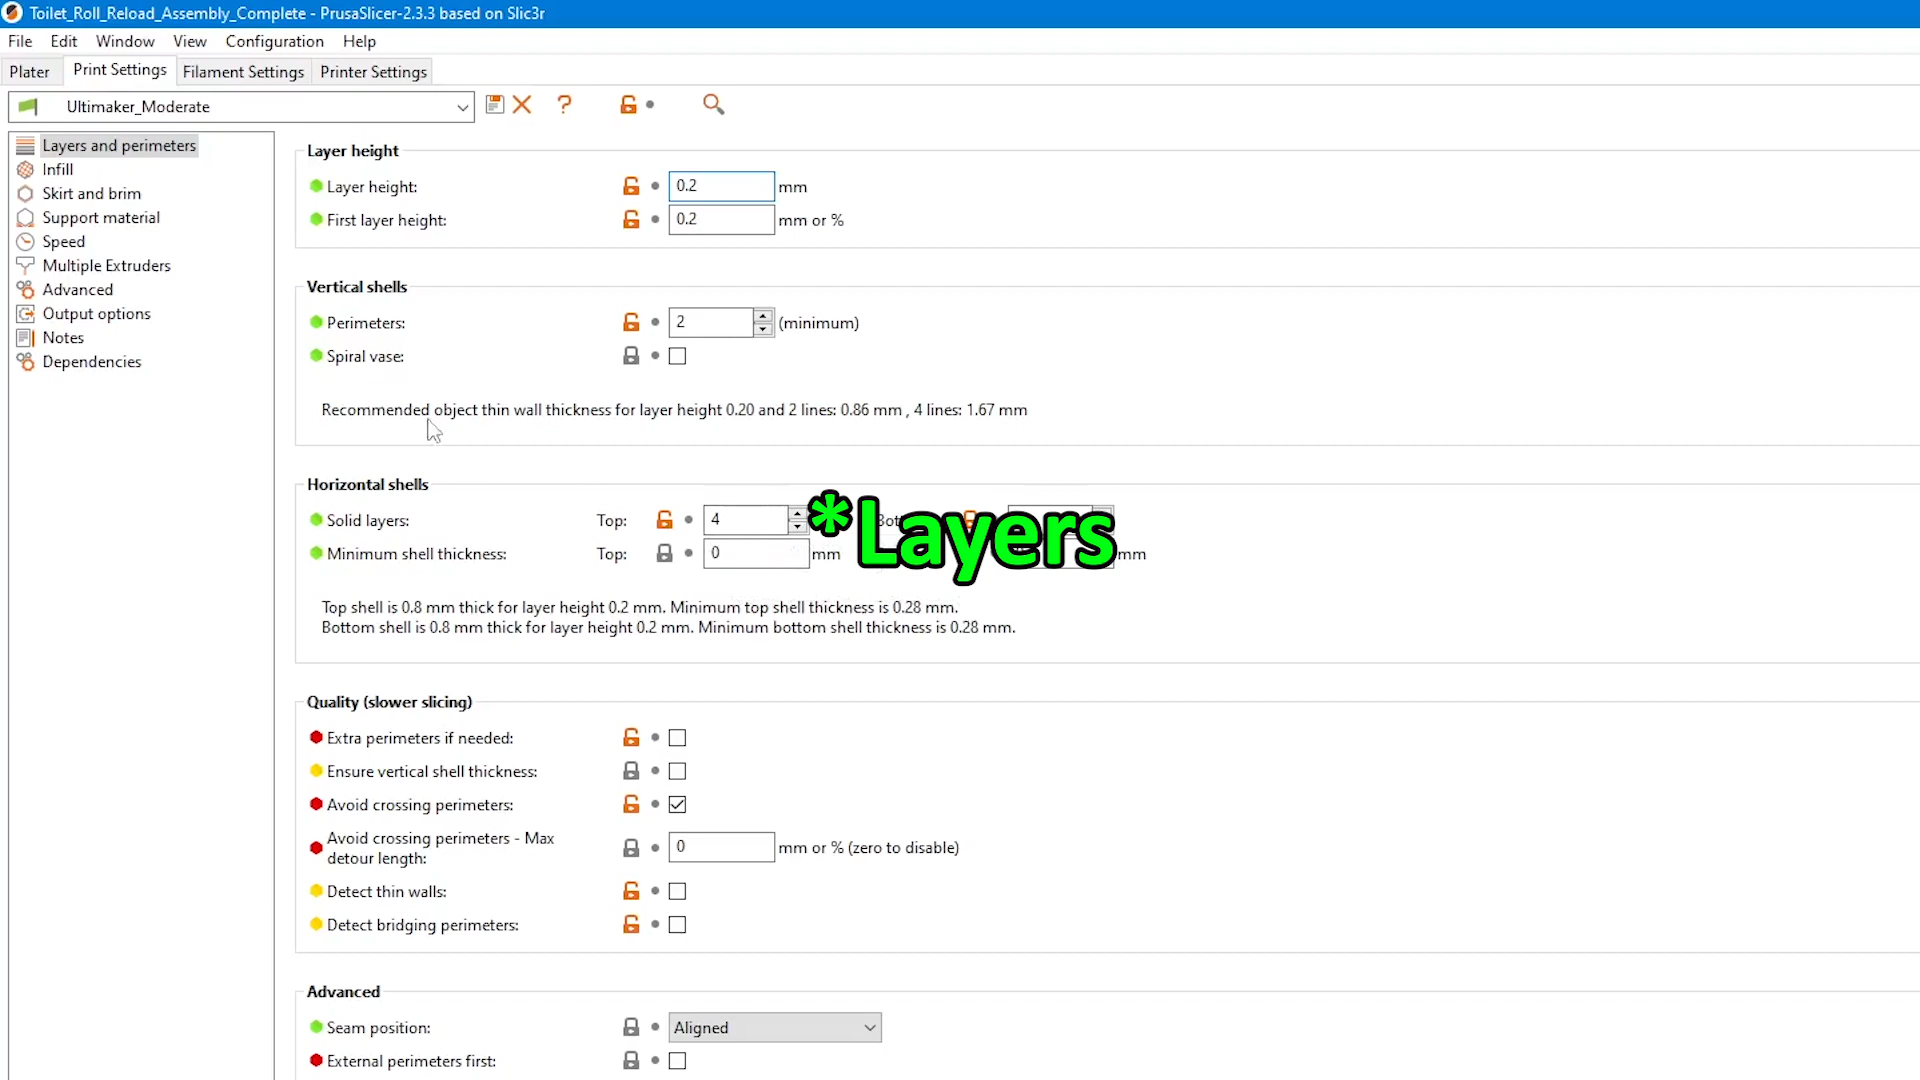 Toilet_Roll_Reload_Assembly_Complete - PrusaSlicer-2.3.3 based on Slic3r
File Edit Window View Configuration Help
Plater Print Settings Filament Settings Printer Settings
Ultimaker_Moderate
Layers and perimeters
Infill
Skirt and brim
Support material
Speed
Multiple Extruders
Advanced
Output options
Notes
Dependencies
Layer height
Layer height: 0.2 mm
First layer height: 0.2 mm or %
Vertical shells
Perimeters: 2 (minimum)
Spiral vase:
Recommended object thin wall thickness for layer height 0.20 and 2 lines: 0.86 mm , 4 lines: 1.67 mm
Horizontal shells
Solid layers: Top: 4
*Layers
Minimum shell thickness: Top: 0 mm mm
Top shell is 0.8 mm thick for layer height 0.2 mm. Minimum top shell thickness is 0.28 mm.
Bottom shell is 0.8 mm thick for layer height 0.2 mm. Minimum bottom shell thickness is 0.28 mm.
Quality (slower slicing)
Extra perimeters if needed:
Ensure vertical shell thickness:
Avoid crossing perimeters:
Avoid crossing perimeters - Max
detour length: 0 mm or % (zero to disable)
Detect thin walls:
Detect bridging perimeters:
Advanced
Seam position: Aligned
External perimeters first: